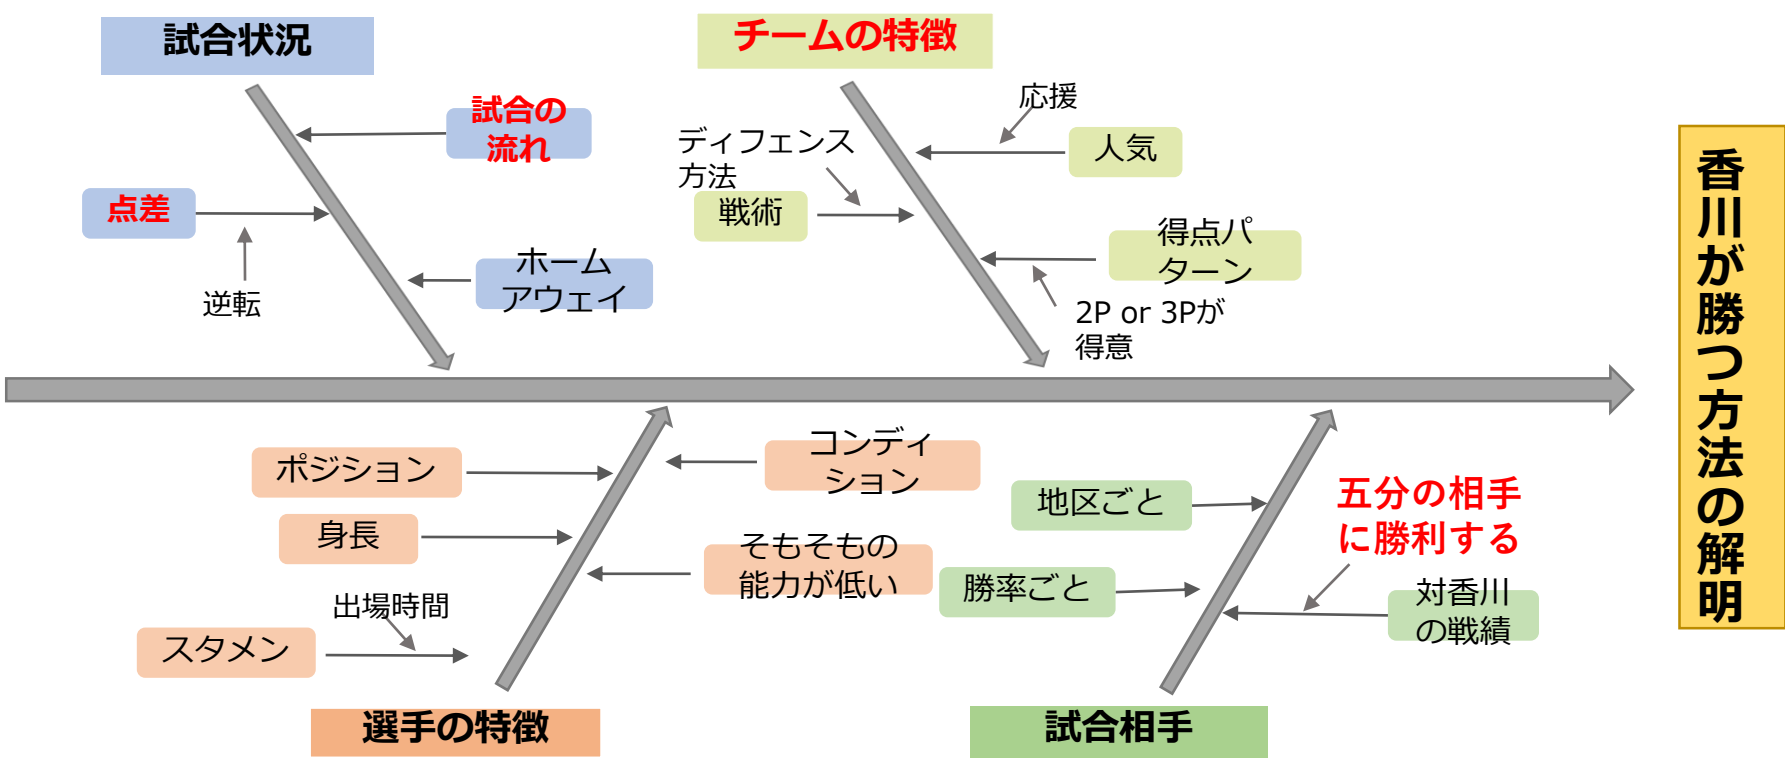 試合状況
チームの特徴
試合の
流れ
点差
逆転
ホーム
アウェイ
応援
人気
ディフェンス
方法
戦術
得点パ
ターン
2P or 3Pが
得意
香川が勝つ方法の解明
ポジション
身長
出場時間
スタメン
コンディ
ション
そもそもの
能力が低い
選手の特徴
地区ごと
勝率ごと
五分の相手
に勝利する
対香川
の戦績
試合相手